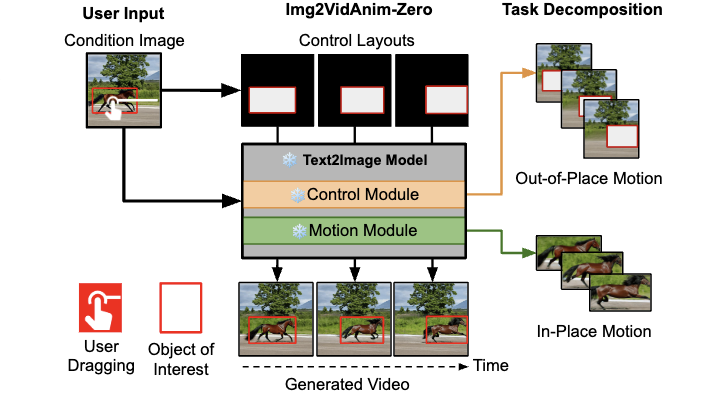 User Input
Img2VidAnim-Zero
Task Decomposition
Condition Image
Control Layouts
Text2Image Model
Control Module
Motion Module
Out-of-Place Motion
In-Place Motion
User
Dragging
Object of
Interest
Time
Generated Video